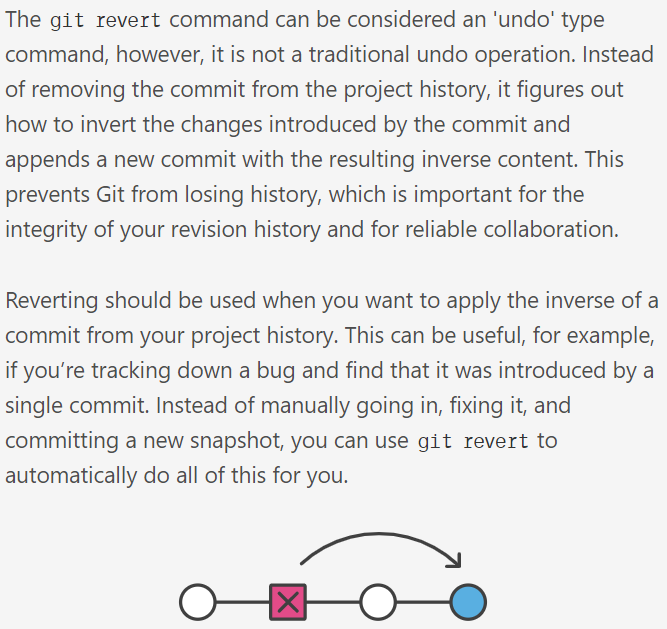 The git revert command can be considered an 'undo' type
command, however, it is not a traditional undo operation. Instead
of removing the commit from the project history, it figures out
how to invert the changes introduced by the commit and
appends a new commit with the resulting inverse content. This
prevents Git from losing history, which is important for the
integrity of your revision history and for reliable collaboration.
Reverting should be used when you want to apply the inverse of a
commit from your project history. This can be useful, for example,
if you’re tracking down a bug and find that it was introduced by a
single commit. Instead of manually going in, fixing it, and
committing a new snapshot, you can use git revert to
automatically do all of this for you.